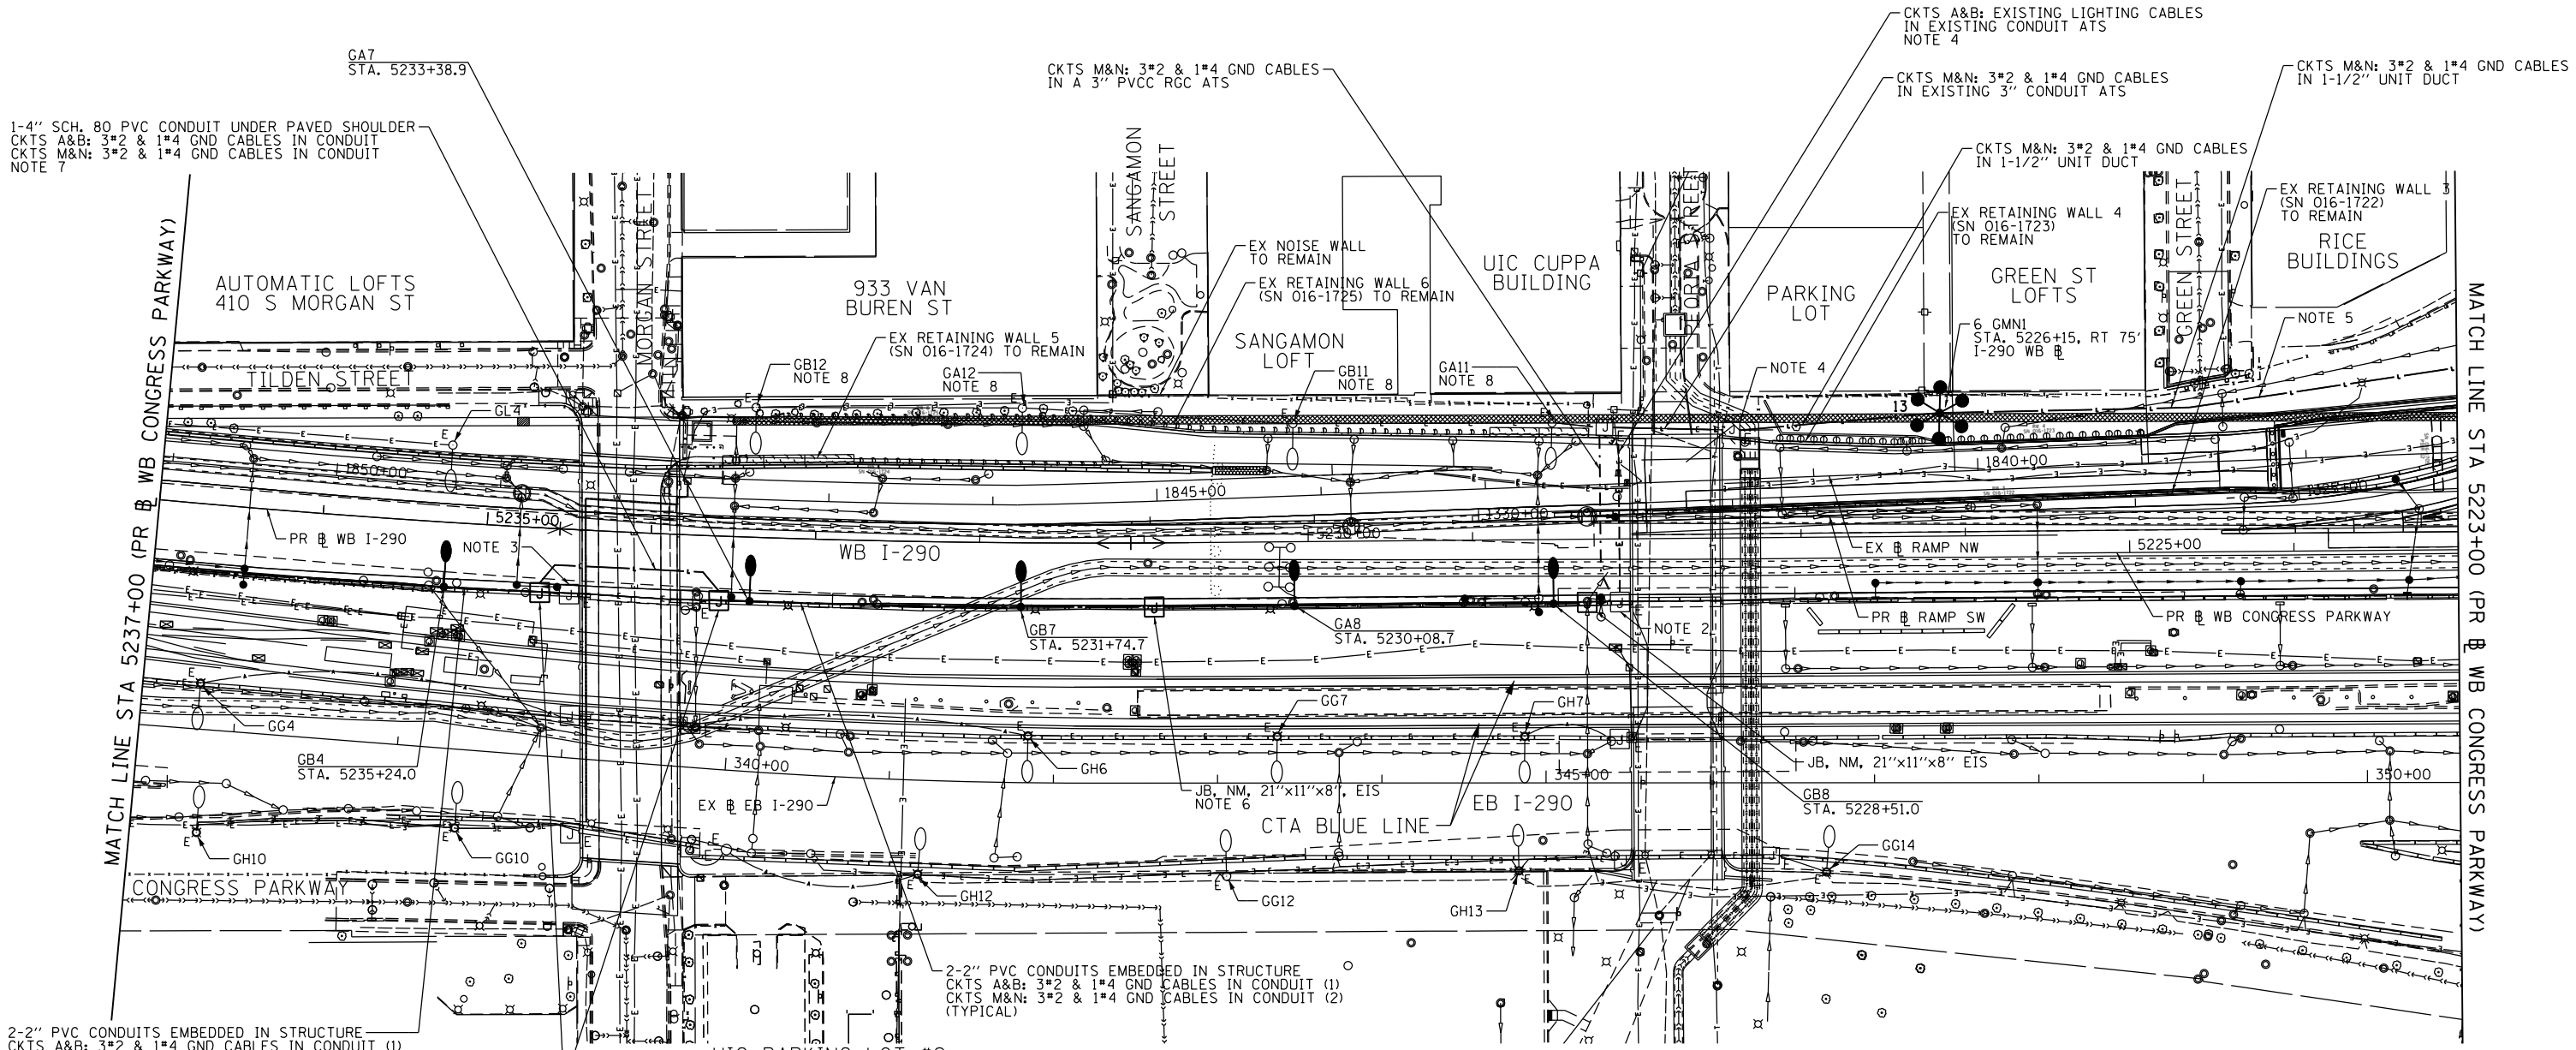 CKTS A&B: EXISTING LIGHTING CABLES
IN EXISTING CONDUIT ATS
NOTE 4
GA7
STA. 5233+38.9
CKTS M&N: 3#2 & 1#4 GND CABLES
IN A 3" PVCC RGC ATS
CKTS M&N: 3#2 & 1#4 GND CABLES
IN EXISTING 3" CONDUIT ATS
CKTS M&N: 3#2 & 1#4 GND CABLES
IN 1-1/2" UNIT DUCT
1-4" SCH. 80 PVC CONDUIT UNDER PAVED SHOULDER
CKTS A&B: 3#2 & 1#4 GND CABLES IN CONDUIT
CKTS M&N: 3#2 & 1#4 GND CABLES IN CONDUIT
NOTE 7
CKTS M&N: 3#2 & 1#4 GND CABLES
IN 1-1/2" UNIT DUCT
SANGAMON
STREET
MORGAN STREET
GREEN STREET
EX RETAINING WALL 3
(SN 016-1722)
TO REMAIN
EX RETAINING WALL 4
(SN 016-1723)
TO REMAIN
RICE
BUILDINGS
EX NOISE WALL
TO REMAIN
EX RETAINING WALL 6
(SN 016-1725) TO REMAIN
UIC CUPPA
BUILDING
AUTOMATIC LOFTS
410 S MORGAN ST
933 VAN
BUREN ST
PARKING
LOT
GREEN ST
LOFTS
NOTE 5
6 GMN1
STA. 5226+15, RT 75'
I-290 WB ℄
13
EX RETAINING WALL 5
(SN 016-1724) TO REMAIN
SANGAMON
LOFT
TILDEN STREET
GB12
NOTE 8
GA12
NOTE 8
GB11
NOTE 8
GA11
NOTE 8
NOTE 4
GL4
1850+00
1845+00
1840+00
5235+00
5230+00
5225+00
PR ℄ WB I-290
NOTE 3
WB I-290
EX ℄ RAMP NW
PR ℄ RAMP SW
PR ℄ WB CONGRESS PARKWAY
GB7
STA. 5231+74.7
GA8
STA. 5230+08.7
NOTE 2
GG4
GG7
GH7
GB4
STA. 5235+24.0
340+00
GH6
345+00
350+00
JB, NM, 21"x11"x8" EIS
EX ℄ EB I-290
JB, NM, 21"x11"x8", EIS
NOTE 6
EB I-290
GB8
STA. 5228+51.0
CTA BLUE LINE
GH10
GG10
GG14
CONGRESS PARKWAY
GH12
GG12
GH13
2-2" PVC CONDUITS EMBEDDED IN STRUCTURE
CKTS A&B: 3#2 & 1#4 GND CABLES IN CONDUIT (1)
CKTS M&N: 3#2 & 1#4 GND CABLES IN CONDUIT (2)
(TYPICAL)
2-2" PVC CONDUITS EMBEDDED IN STRUCTURE
CKTS A&B: 3#2 & 1#4 GND CABLES IN CONDUIT (1)
MATCH LINE STA 5237+00 (PR ℄ WB CONGRESS PARKWAY)
MATCH LINE STA 5223+00 (PR ℄ WB CONGRESS PARKWAY)